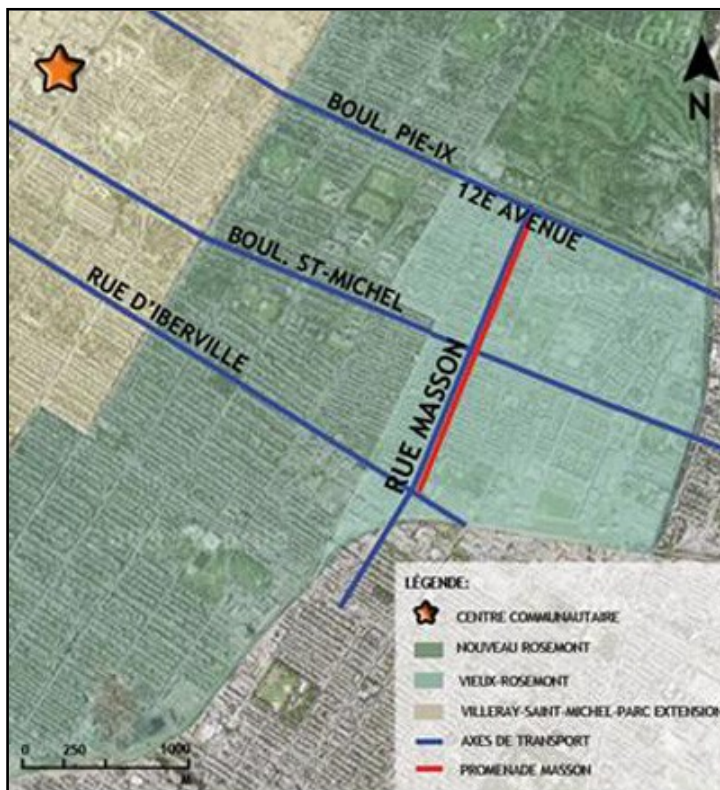 N
BOUL. PIE-IX
12E AVENUE
BOUL. ST-MICHEL
RUE D'IBERVILLE
RUE MASSON
LÉGENDE:
CENTRE COMMUNAUTAIRE
NOUVEAU ROSEMONT
VIEUX-ROSEMONT
VILLERAY-SAINT-MICHEL-PARC EXTENSION
AXES DE TRANSPORT
PROMENADE MASSON
0 250 1000
M